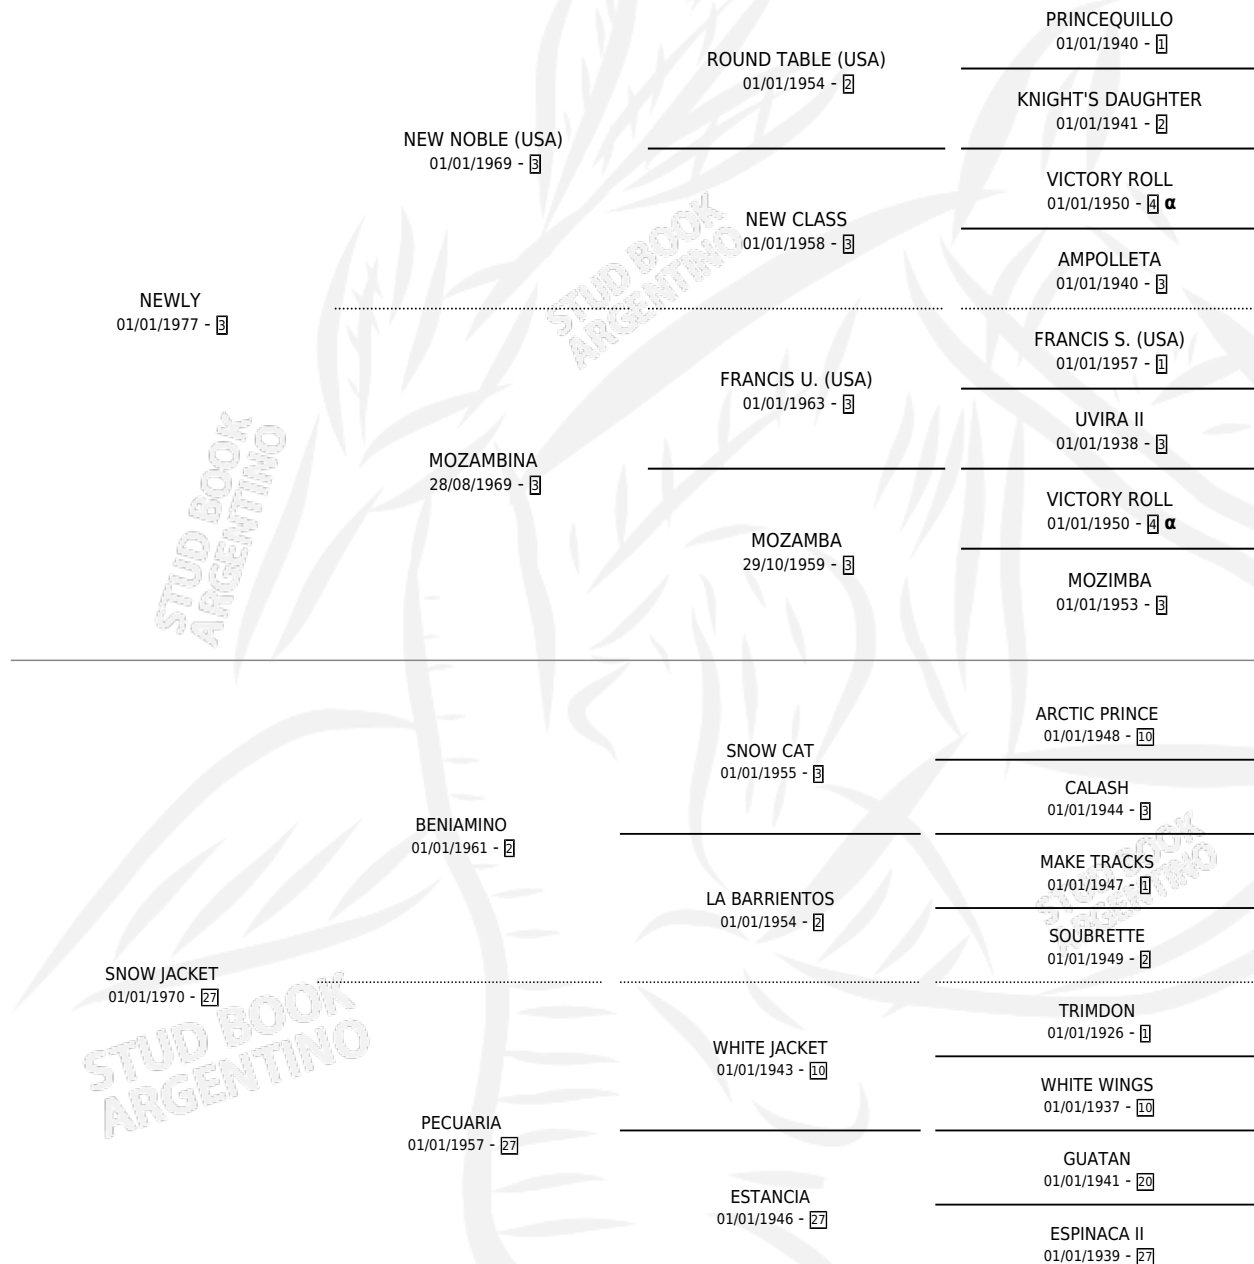 NEWLY
01/01/1977 - 3
NEW NOBLE (USA)
01/01/1969 - 3
ROUND TABLE (USA)
01/01/1954 - 2
PRINCEQUILLO
01/01/1940 - 1
KNIGHT'S DAUGHTER
01/01/1941 - 2
NEW CLASS
01/01/1958 - 3
VICTORY ROLL
01/01/1950 - 4 α
AMPOLLETA
01/01/1940 - 3
MOZAMBINA
28/08/1969 - 3
FRANCIS U. (USA)
01/01/1963 - 3
FRANCIS S. (USA)
01/01/1957 - 1
UVIRA II
01/01/1938 - 3
MOZAMBA
29/10/1959 - 3
VICTORY ROLL
01/01/1950 - 4 α
MOZIMBA
01/01/1953 - 3
SNOW JACKET
01/01/1970 - 27
BENIAMINO
01/01/1961 - 2
SNOW CAT
01/01/1955 - 3
ARCTIC PRINCE
01/01/1948 - 10
CALASH
01/01/1944 - 3
LA BARRIENTOS
01/01/1954 - 2
MAKE TRACKS
01/01/1947 - 1
SOUBRETTE
01/01/1949 - 2
PECUARIA
01/01/1957 - 27
WHITE JACKET
01/01/1943 - 10
TRIMDON
01/01/1926 - 1
WHITE WINGS
01/01/1937 - 10
ESTANCIA
01/01/1946 - 27
GUATAN
01/01/1941 - 20
ESPINACA II
01/01/1939 - 27
STUD BOOK
ARGENTINO
STUD BOOK
ARGENTINO
STUD BOOK
ARGENTINO
STUD BOOK
ARGENTINO